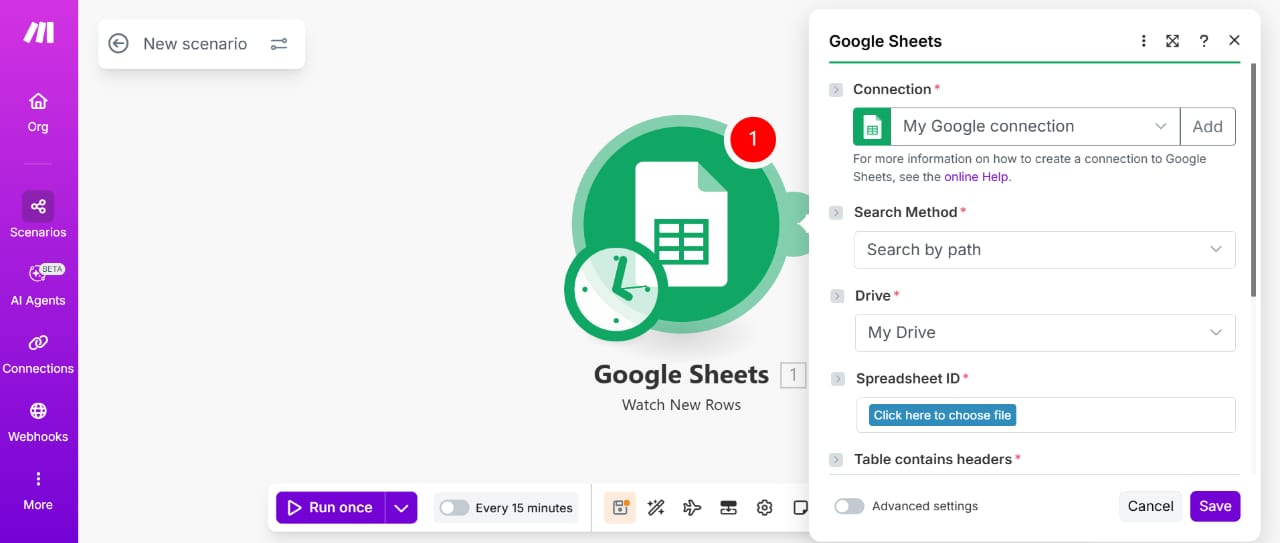 New scenario
Org
Scenarios
BETA
AI Agents
Connections
Webhooks
More
1
Google Sheets 1
Watch New Rows
Run once
Every 15 minutes
Google Sheets
?
Connection*
My Google connection
Add
For more information on how to create a connection to Google
Sheets, see the online Help.
Search Method*
Search by path
Drive*
My Drive
Spreadsheet ID*
Click here to choose file
Table contains headers*
Advanced settings
Cancel
Save